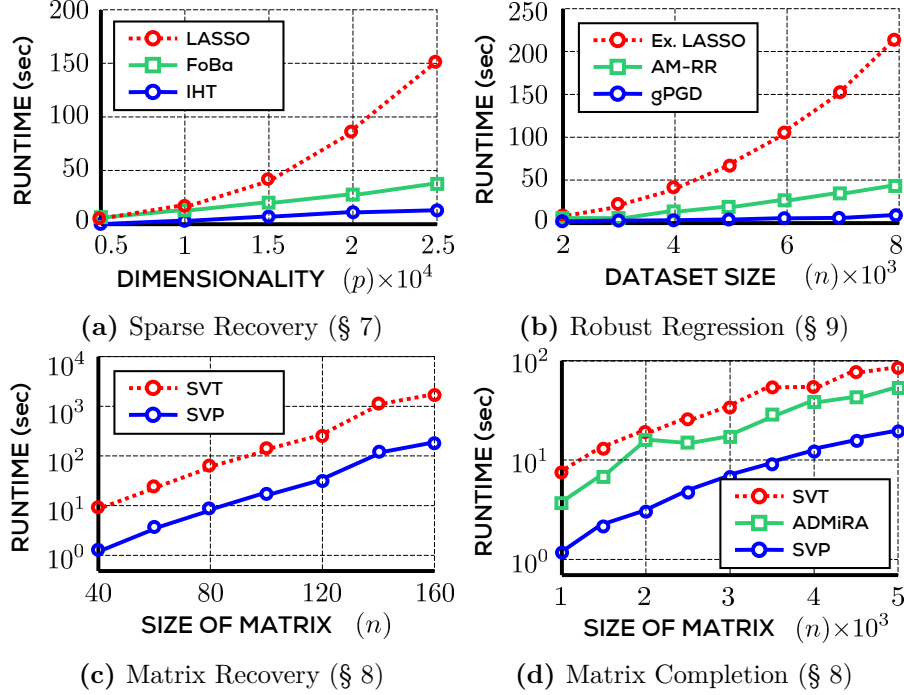 200
150
100
50
0
RUNTIME (sec)
LASSO
FoBa
IHT
0.5 1 1.5 2 2.5
DIMENSIONALITY (p)×10^4
(a) Sparse Recovery (§ 7)
250
200
150
100
50
0
RUNTIME (sec)
Ex. LASSO
AM-RR
gPGD
2 3 4 5 6 7 8
DATASET SIZE (n)×10^3
(b) Robust Regression (§ 9)
10^4
10^3
10^2
10^1
10^0
RUNTIME (sec)
SVT
SVP
40 80 120 160
SIZE OF MATRIX (n)
(c) Matrix Recovery (§ 8)
10^2
10^1
10^0
RUNTIME (sec)
SVT
ADMiRA
SVP
1 2 3 4 5
SIZE OF MATRIX (n)×10^3
(d) Matrix Completion (§ 8)